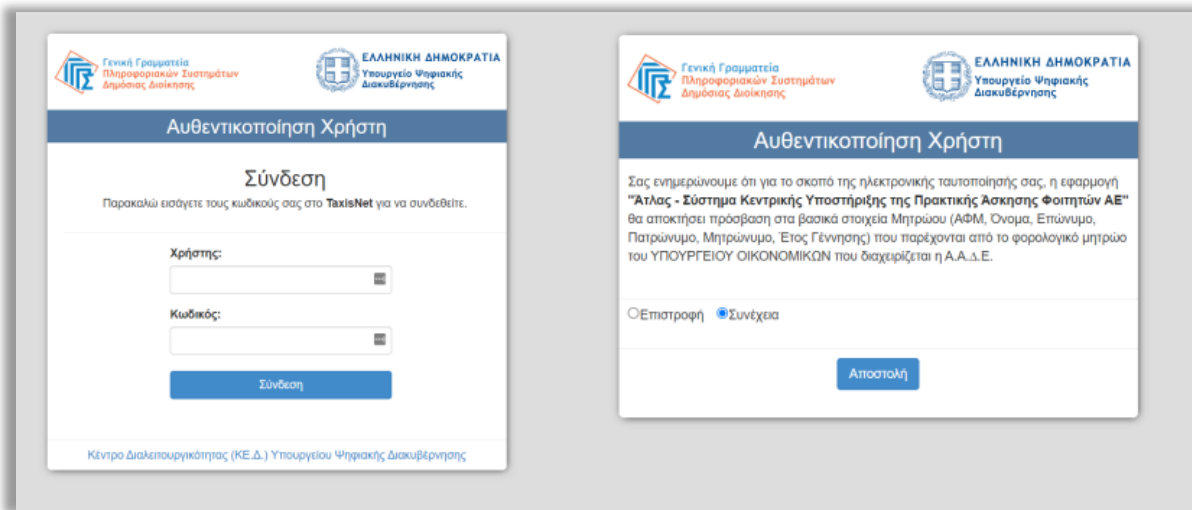 Γενική Γραμματεία
Πληροφοριακών Συστημάτων
Δημόσιας Διοίκησης
ΕΛΛΗΝΙΚΗ ΔΗΜΟΚΡΑΤΙΑ
Υπουργείο Ψηφιακής
Διακυβέρνησης
Αυθεντικοποίηση Χρήστη
Σύνδεση
Παρακαλώ εισάγετε τους κωδικούς σας στο TaxisNet για να συνδεθείτε.
Χρήστης:
Κωδικός:
Σύνδεση
Κέντρο Διαλειτουργικότητας (ΚΕ.Δ.) Υπουργείου Ψηφιακής Διακυβέρνησης
Γενική Γραμματεία
Πληροφοριακών Συστημάτων
Δημόσιας Διοίκησης
ΕΛΛΗΝΙΚΗ ΔΗΜΟΚΡΑΤΙΑ
Υπουργείο Ψηφιακής
Διακυβέρνησης
Αυθεντικοποίηση Χρήστη
Σας ενημερώνουμε ότι για το σκοπό της ηλεκτρονικής ταυτοποίησής σας, η εφαρμογή
"Άτλας - Σύστημα Κεντρικής Υποστήριξης της Πρακτικής Άσκησης Φοιτητών ΑΕ"
θα αποκτήσει πρόσβαση στα βασικά στοιχεία Μητρώου (ΑΦΜ, Όνομα, Επώνυμο,
Πατρώνυμο, Μητρώνυμο, Έτος Γέννησης) που παρέχονται από το φορολογικό μητρώο
του ΥΠΟΥΡΓΕΙΟΥ ΟΙΚΟΝΟΜΙΚΩΝ που διαχειρίζεται η Α.Α.Δ.Ε.
Επιστροφή Συνέχεια
Αποστολή